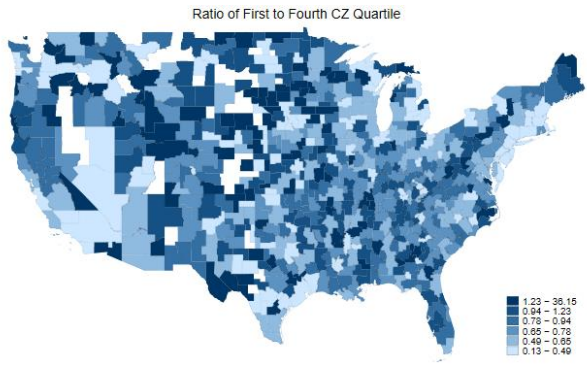 Ratio of First to Fourth CZ Quartile
1.23 – 36.15
0.94 – 1.23
0.78 – 0.94
0.65 – 0.78
0.49 – 0.65
0.13 – 0.49